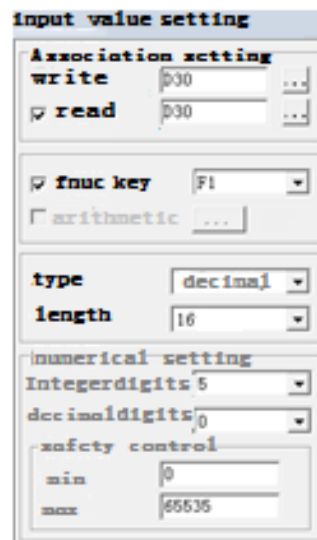 input value setting
Association setting
write D30 ...
read D30 ...
fnuc key F1
arithmetic ...
type decimal
length 16
numerical setting
Integerdigits 5
decimaldigits 0
safety control
min 0
max 65535